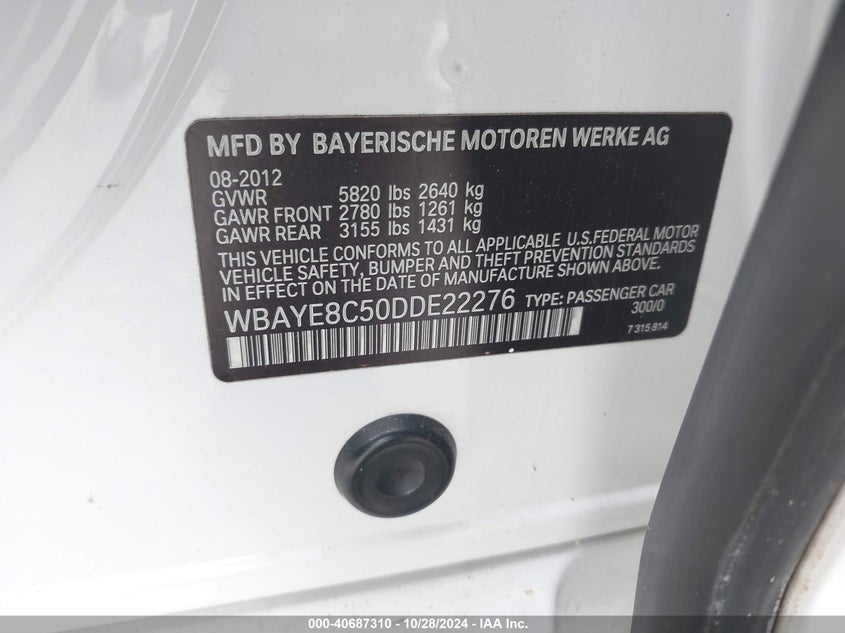 MFD BY BAYERISCHE MOTOREN WERKE AG
08-2012
GVWR 5820 lbs 2640 kg
GAWR FRONT 2780 lbs 1261 kg
GAWR REAR 3155 lbs 1431 kg
THIS VEHICLE CONFORMS TO ALL APPLICABLE U.S.FEDERAL MOTOR
VEHICLE SAFETY, BUMPER AND THEFT PREVENTION STANDARDS
IN EFFECT ON THE DATE OF MANUFACTURE SHOWN ABOVE.
WBAYE8C50DDE22276 TYPE: PASSENGER CAR
300/0
7 315 814
000-40687310 - 10/28/2024 - IAA Inc.